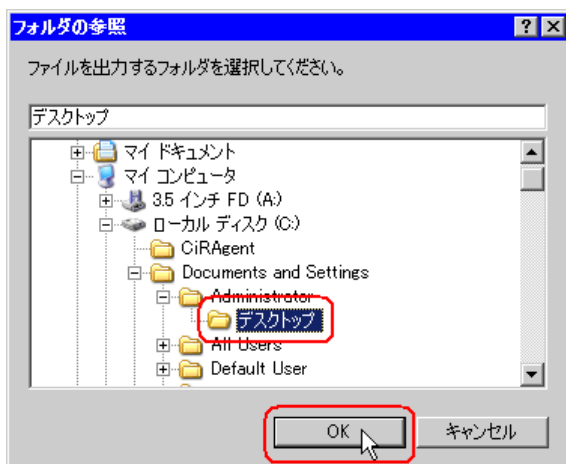 フォルダの参照
ファイルを出力するフォルダを選択してください。
デスクトップ
マイ ドキュメント
マイ コンピュータ
3.5 インチ FD (A:)
ローカル ディスク (C:)
CiRAgent
Documents and Settings
Administrator
デスクトップ
All Users
Default User
OK キャンセル